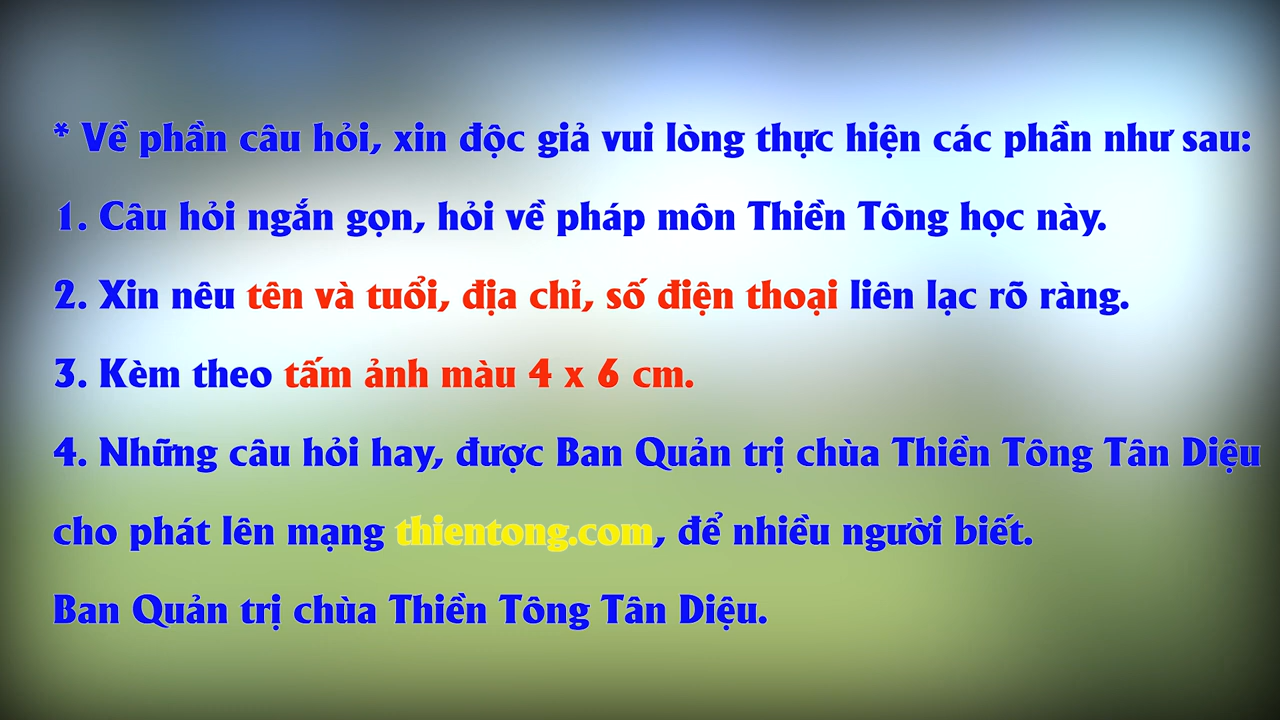 * Về phần câu hỏi, xin độc giả vui lòng thực hiện các phần như sau:
1. Câu hỏi ngắn gọn, hỏi về pháp môn Thiền Tông học này.
2. Xin nêu tên và tuổi, địa chỉ, số điện thoại liên lạc rõ ràng.
3. Kèm theo tấm ảnh màu 4 x 6 cm.
4. Những câu hỏi hay, được Ban Quản trị chùa Thiền Tông Tân Diệu
cho phát lên mạng thientong.com, để nhiều người biết.
Ban Quản trị chùa Thiền Tông Tân Diệu.